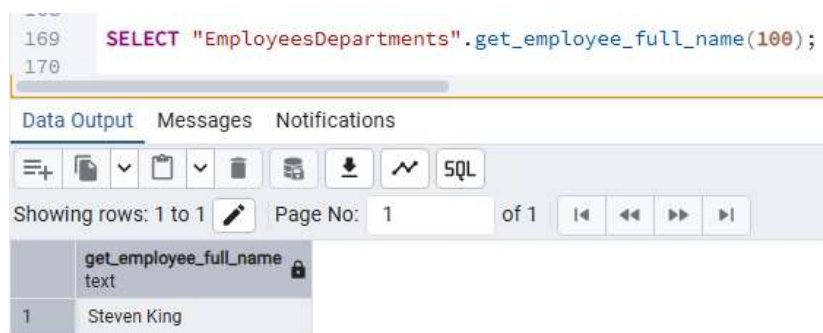 169 SELECT "EmployeesDepartments".get_employee_full_name(100);
170
Data Output Messages Notifications
SQL
Showing rows: 1 to 1 Page No: 1 of 1
get_employee_full_name
text
1 Steven King